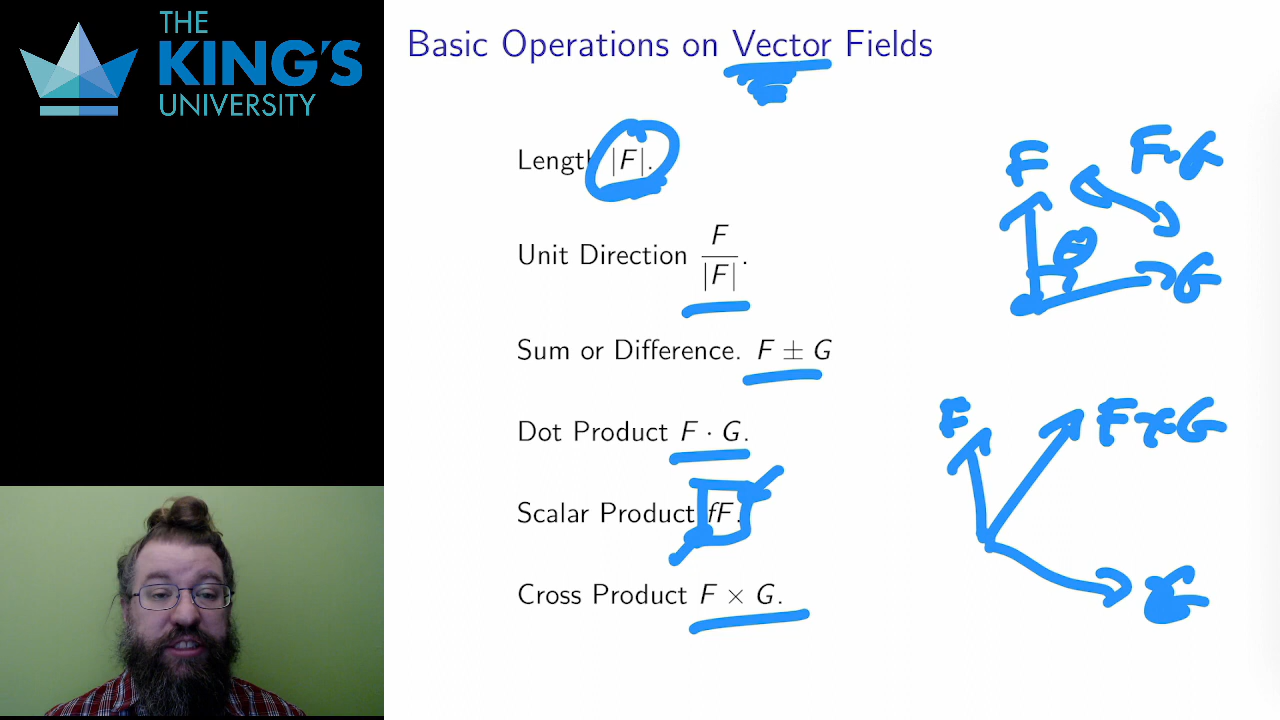 THE
KING'S
UNIVERSITY
Basic Operations on Vector Fields
Length |F|.
Unit Direction F/|F|.
Sum or Difference. F ± G
Dot Product F · G.
Scalar Product fF.
Cross Product F × G.
F
F·G
θ
G
F
F×G
G